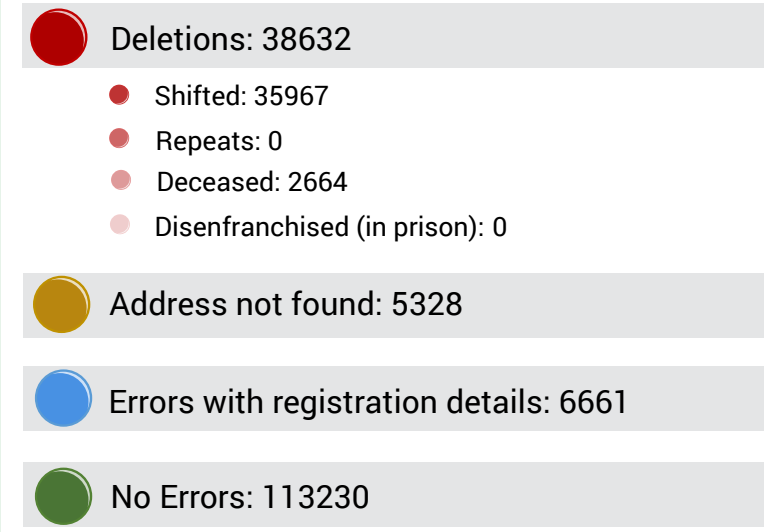 Deletions: 38632
Shifted: 35967
Repeats: 0
Deceased: 2664
Disenfranchised (in prison): 0
Address not found: 5328
Errors with registration details: 6661
No Errors: 113230